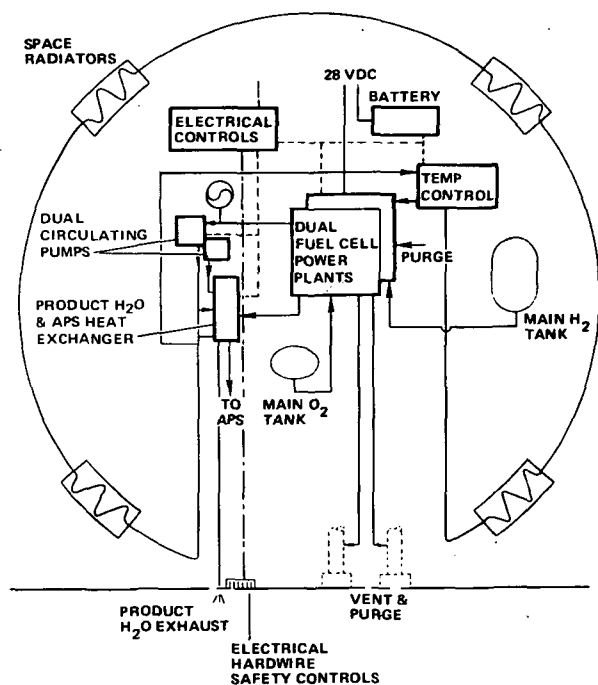 SPACE
RADIATORS
28 VDC
BATTERY
ELECTRICAL
CONTROLS
TEMP
CONTROL
DUAL
CIRCULATING
PUMPS
DUAL
FUEL CELL
POWER
PLANTS
PURGE
PRODUCT H₂O
& APS HEAT
EXCHANGER
MAIN H₂
TANK
TO
APS
MAIN O₂
TANK
PRODUCT
H₂O EXHAUST
VENT &
PURGE
ELECTRICAL
HARDWIRE
SAFETY CONTROLS